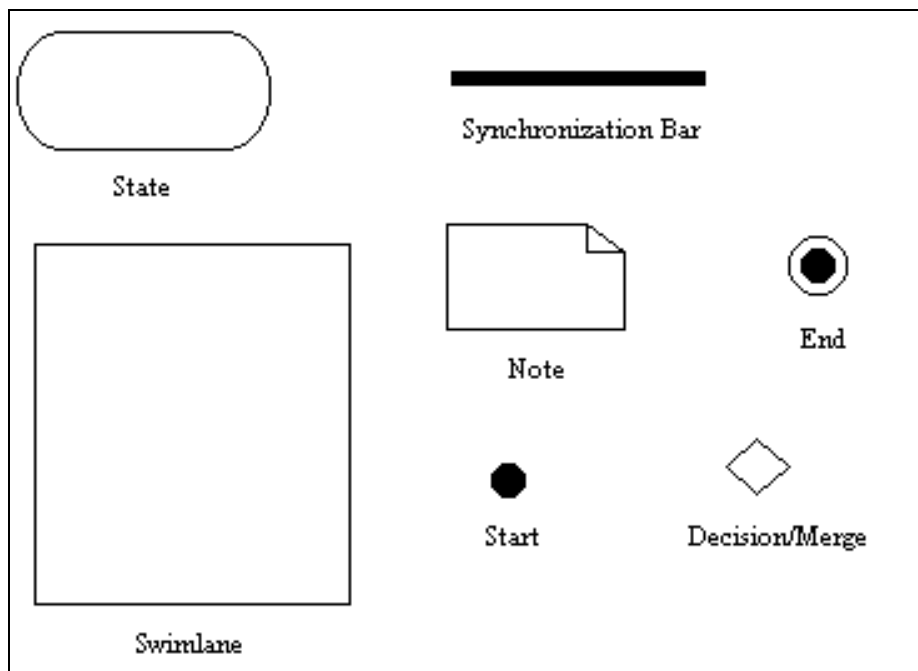 State
Synchronization Bar
Note
End
Start
Decision/Merge
Swimlane